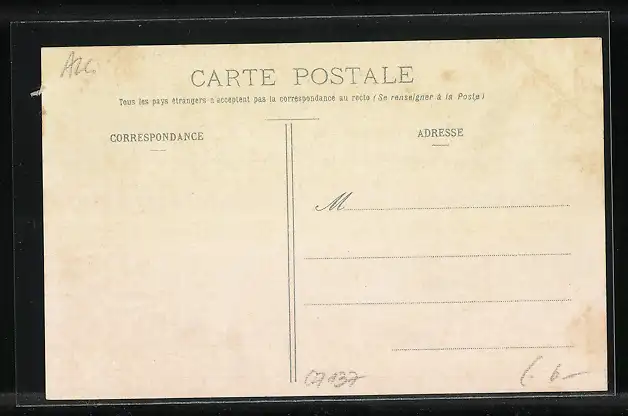 CARTE POSTALE
Tous les pays étrangers n'acceptent pas la correspondance au recto (Se renseigner à la Poste)
CORRESPONDANCE
ADRESSE
M